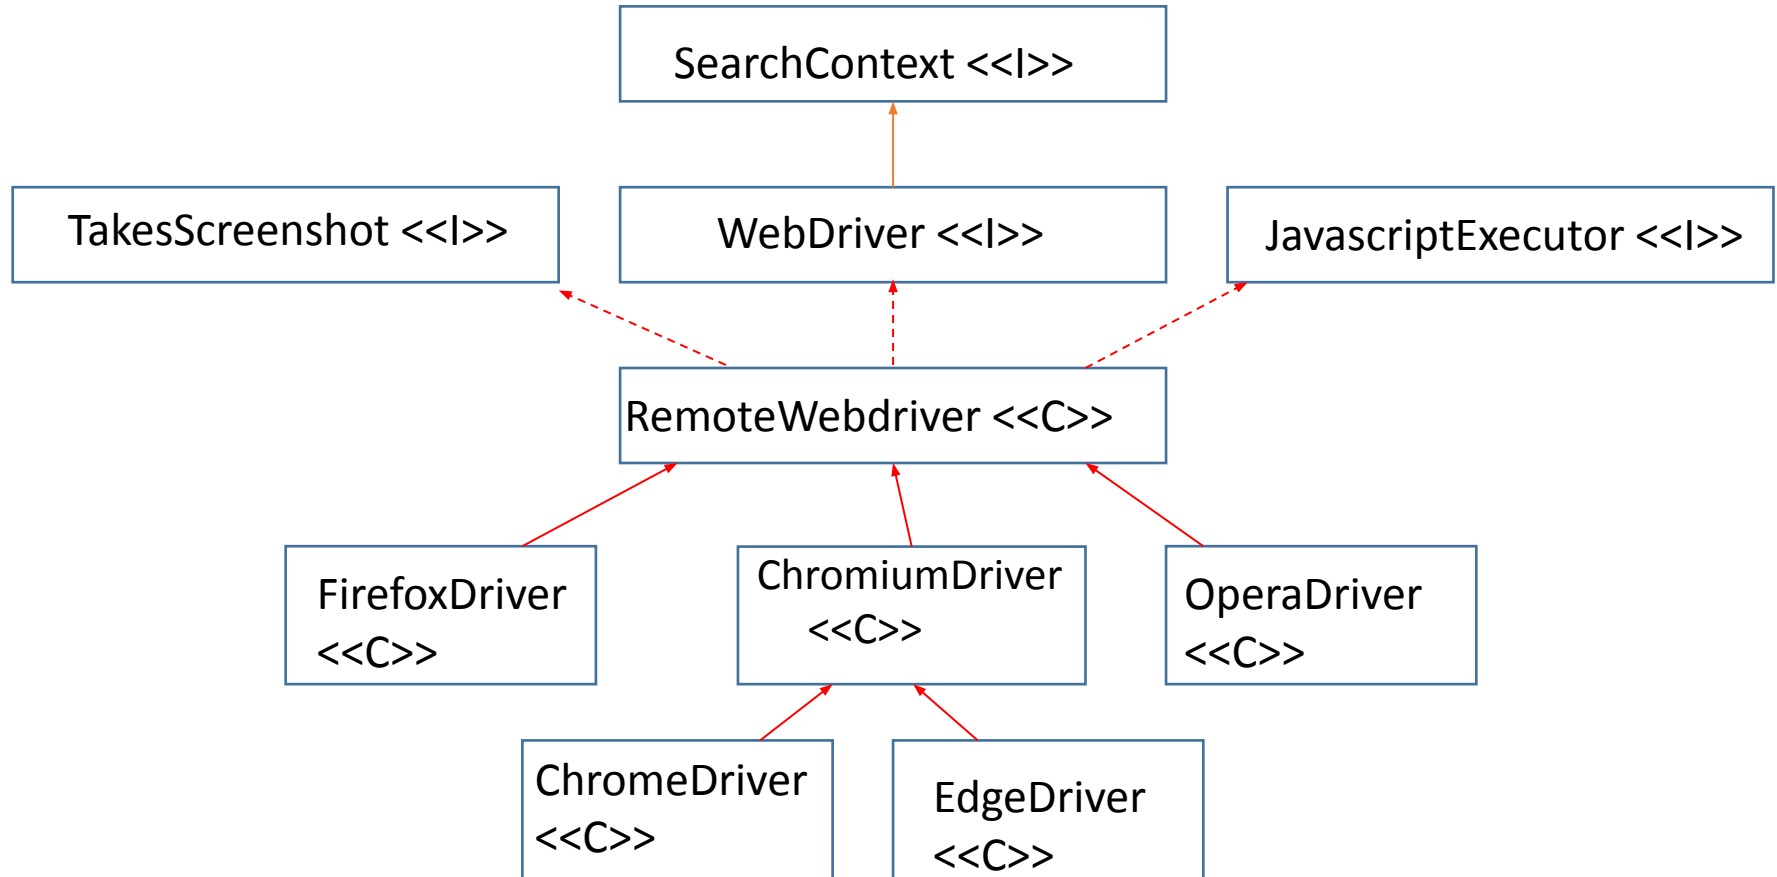 SearchContext <<I>>
TakesScreenshot <<I>>
WebDriver <<I>>
JavascriptExecutor <<I>>
RemoteWebdriver <<C>>
FirefoxDriver
<<C>>
ChromiumDriver
<<C>>
OperaDriver
<<C>>
ChromeDriver
<<C>>
EdgeDriver
<<C>>